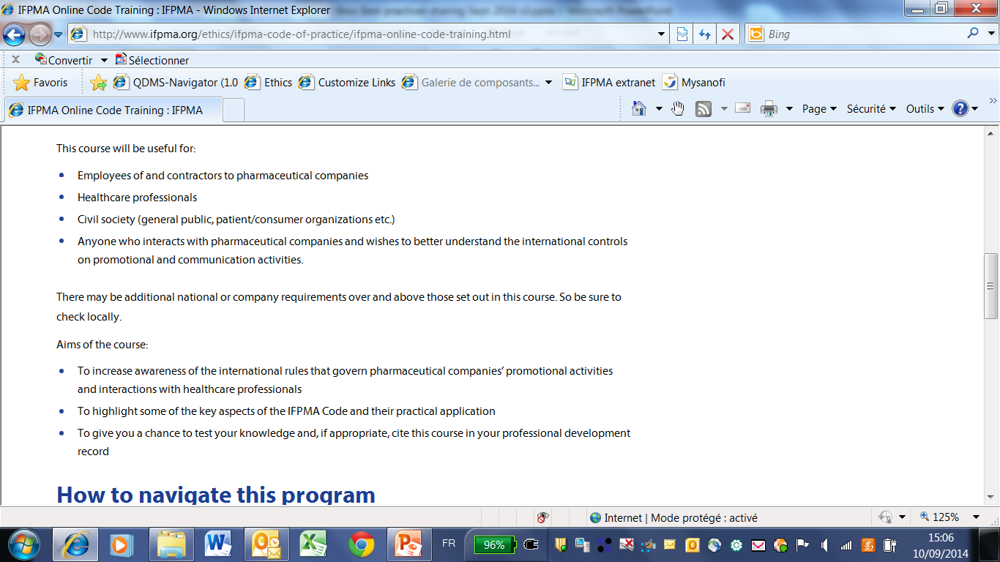 IFPMA Online Code Training : IFPMA - Windows Internet Explorer
http://www.ifpma.org/ethics/ifpma-code-of-practice/ifpma-online-code-training.html
Bing
x Convertir Sélectionner
Favoris QDMS-Navigator (1.0 Ethics Customize Links Galerie de composants... IFPMA extranet Mysanofi
IFPMA Online Code Training : IFPMA
Page Sécurité Outils
This course will be useful for:
• Employees of and contractors to pharmaceutical companies
• Healthcare professionals
• Civil society (general public, patient/consumer organizations etc.)
• Anyone who interacts with pharmaceutical companies and wishes to better understand the international controls
on promotional and communication activities.
There may be additional national or company requirements over and above those set out in this course. So be sure to
check locally.
Aims of the course:
• To increase awareness of the international rules that govern pharmaceutical companies’ promotional activities
and interactions with healthcare professionals
• To highlight some of the key aspects of the IFPMA Code and their practical application
• To give you a chance to test your knowledge and, if appropriate, cite this course in your professional development
record
How to navigate this program
Internet | Mode protégé : activé
125%
FR
96%
15:06
10/09/2014